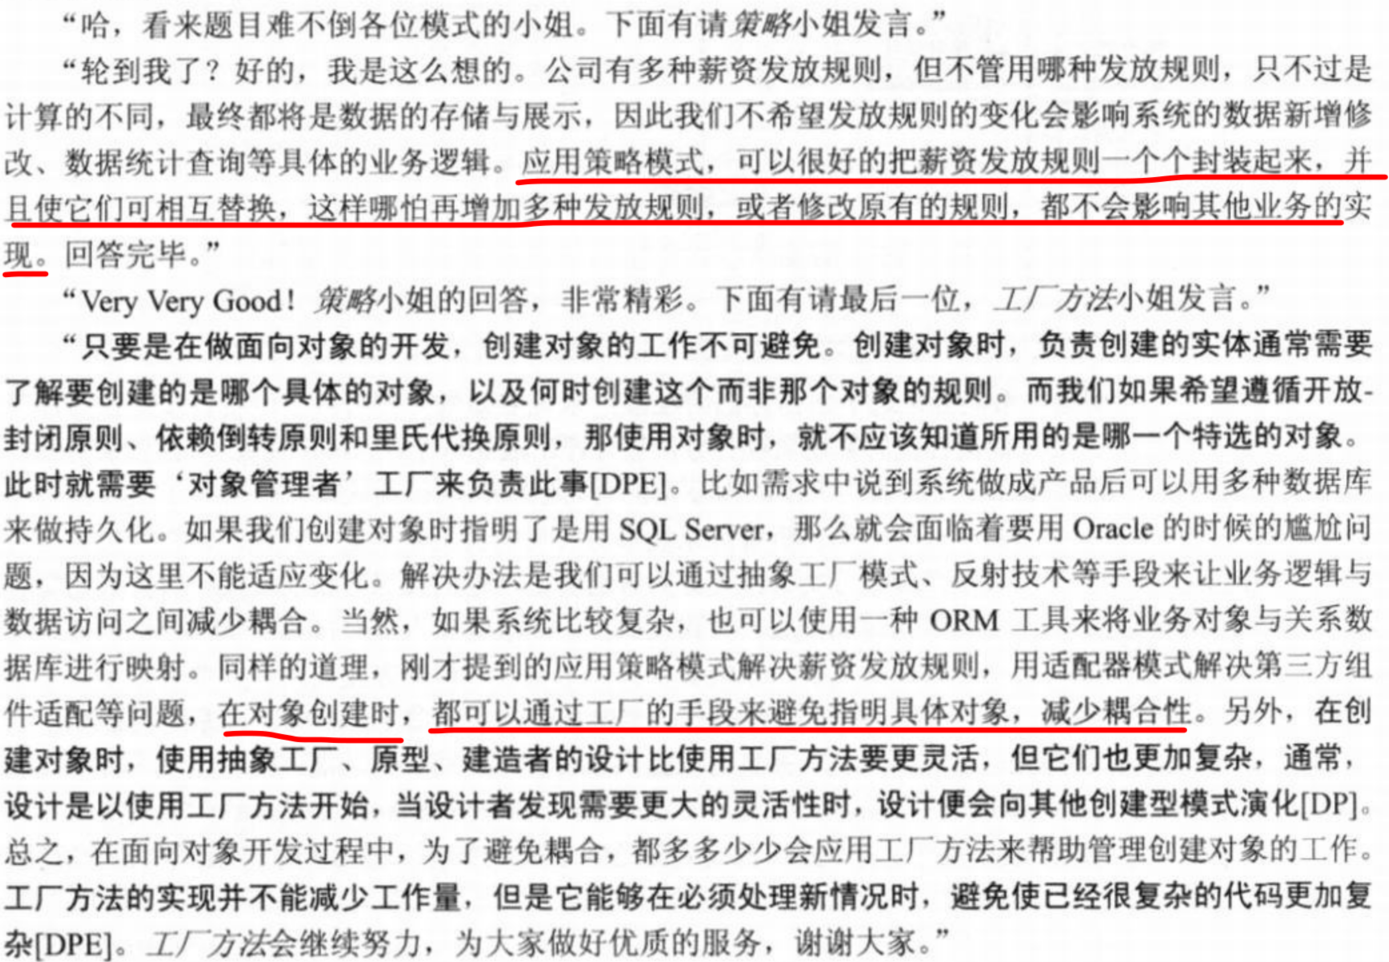 “哈，看来题目难不倒各位模式的小姐。下面有请策略小姐发言。”
“轮到我了？好的，我是这么想的。公司有多种薪资发放规则，但不管用哪种发放规则，只不过是
计算的不同，最终都将是数据的存储与展示，因此我们不希望发放规则的变化会影响系统的数据新增修
改、数据统计查询等具体的业务逻辑。应用策略模式，可以很好的把薪资发放规则一个个封装起来，并
且使它们可相互替换，这样哪怕再增加多种发放规则，或者修改原有的规则，都不会影响其他业务的实
现。回答完毕。”
“Very Very Good！策略小姐的回答，非常精彩。下面有请最后一位，工厂方法小姐发言。”
“只要是在做面向对象的开发，创建对象的工作不可避免。创建对象时，负责创建的实体通常需要
了解要创建的是哪个具体的对象，以及何时创建这个而非那个对象的规则。而我们如果希望遵循开放-
封闭原则、依赖倒转原则和里氏代换原则，那使用对象时，就不应该知道所用的是哪一个特选的对象。
此时就需要‘对象管理者’工厂来负责此事[DPE]。比如需求中说到系统做成产品后可以用多种数据库
来做持久化。如果我们创建对象时指明了是用 SQL Server，那么就会面临着要用 Oracle 的时候的尴尬问
题，因为这里不能适应变化。解决办法是我们可以通过抽象工厂模式、反射技术等手段来让业务逻辑与
数据访问之间减少耦合。当然，如果系统比较复杂，也可以使用一种 ORM 工具来将业务对象与关系数
据库进行映射。同样的道理，刚才提到的应用策略模式解决薪资发放规则，用适配器模式解决第三方组
件适配等问题，在对象创建时，都可以通过工厂的手段来避免指明具体对象，减少耦合性。另外，在创
建对象时，使用抽象工厂、原型、建造者的设计比使用工厂方法要更灵活，但它们也更加复杂，通常，
设计是以使用工厂方法开始，当设计者发现需要更大的灵活性时，设计便会向其他创建型模式演化[DP]。
总之，在面向对象开发过程中，为了避免耦合，都多多少少会应用工厂方法来帮助管理创建对象的工作。
工厂方法的实现并不能减少工作量，但是它能够在必须处理新情况时，避免使已经很复杂的代码更加复
杂[DPE]。工厂方法会继续努力，为大家做好优质的服务，谢谢大家。”